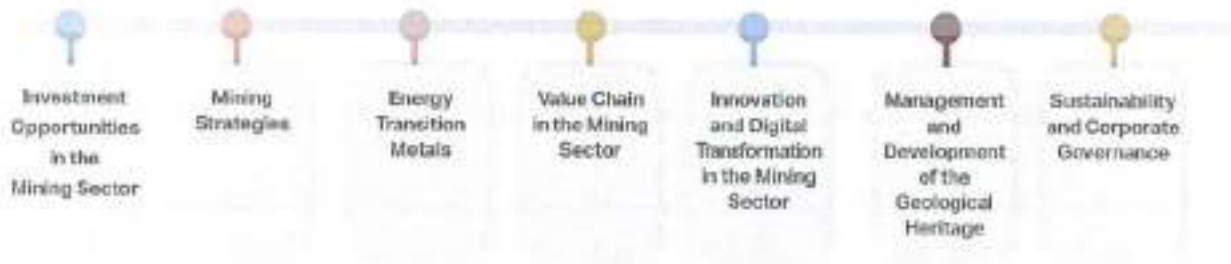 Investment
Opportunities
in the
Mining Sector
Mining
Strategies
Energy
Transition
Metals
Value Chain
in the Mining
Sector
Innovation
and Digital
Transformation
in the Mining
Sector
Management
and
Development
of the
Geological
Heritage
Sustainability
and Corporate
Governance